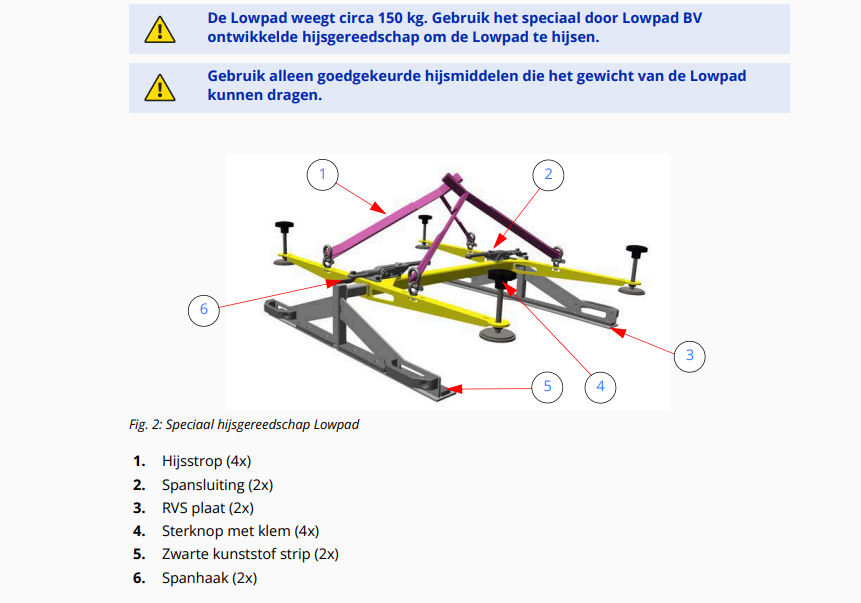 De Lowpad weegt circa 150 kg. Gebruik het speciaal door Lowpad BV
ontwikkelde hijsgereedschap om de Lowpad te hijsen.
Gebruik alleen goedgekeurde hijsmiddelen die het gewicht van de Lowpad
kunnen dragen.
1
2
6
3
5
4
Fig. 2: Speciaal hijsgereedschap Lowpad
1. Hijsstrop (4x)
2. Spansluiting (2x)
3. RVS plaat (2x)
4. Sterknop met klem (4x)
5. Zwarte kunststof strip (2x)
6. Spanhaak (2x)